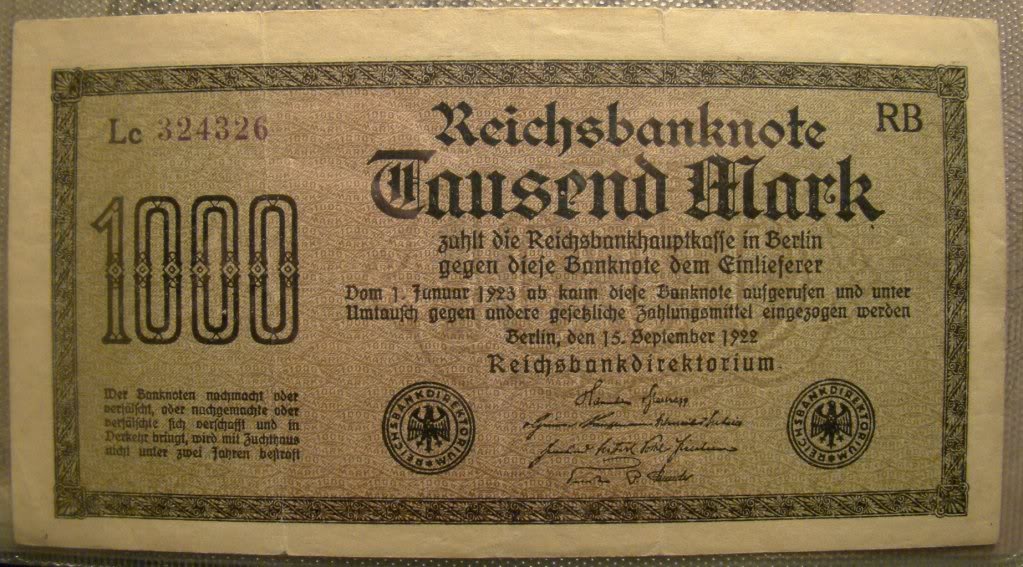 Lc 324326
RB
Reichsbanknote
Tausend Mark
zahlt die Reichsbankhauptkasse in Berlin
gegen diese Banknote dem Einlieferer
Vom 1. Januar 1923 ab kann diese Banknote aufgerufen und unter
Umtausch gegen andere gesetzliche Zahlungsmittel eingezogen werden
Berlin, den 15. September 1922
Reichsbankdirektorium
1000
Wer Banknoten nachmacht oder
verfälscht, oder nachgemachte oder
verfälschte sich verschafft und in
Verkehr bringt, wird mit Zuchthaus
nicht unter zwei Jahren bestraft
REICHSBANKDIREKTORIUM
REICHSBANKDIREKTORIUM